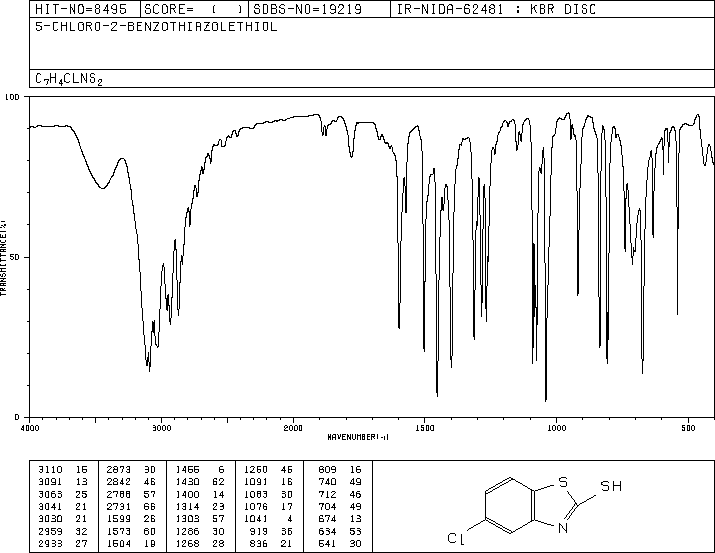 HIT-NO=8495 SCORE= ( ) SDBS-NO=19219 IR-NIDA-62481 : KBR DISC
5-CHLORO-2-BENZOTHIAZOLETHIOL
C7H4CLNS2
100
50
0
TRANSMITTANCE(%)
4000 3000 2000 1500 1000 500
WAVENUMBER(-1)
3110 15 2873 30 1455 6 1260 46 809 16
3091 13 2842 46 1430 62 1091 16 740 49
3063 25 2788 57 1400 14 1083 30 712 46
3041 21 2731 66 1314 23 1076 17 704 49
3030 21 1599 26 1303 57 1041 4 674 13
2959 32 1573 60 1286 30 919 36 634 53
2933 27 1504 19 1268 28 836 21 541 30
S
SH
N
Cl